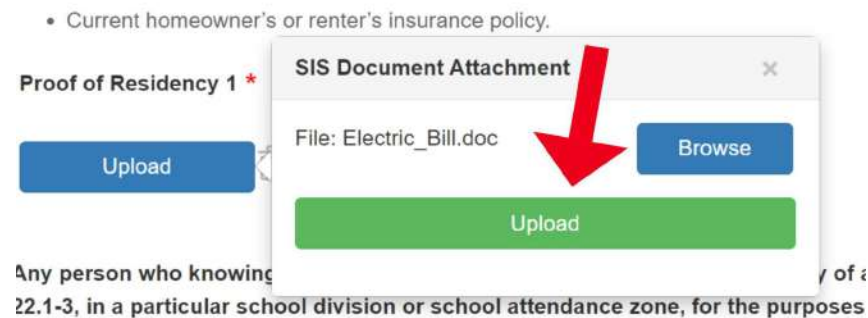 • Current homeowner's or renter's insurance policy.
Proof of Residency 1 *
Upload
SIS Document Attachment ×
File: Electric_Bill.doc
Browse
Upload
Any person who knowing y of a
22.1-3, in a particular school division or school attendance zone, for the purposes